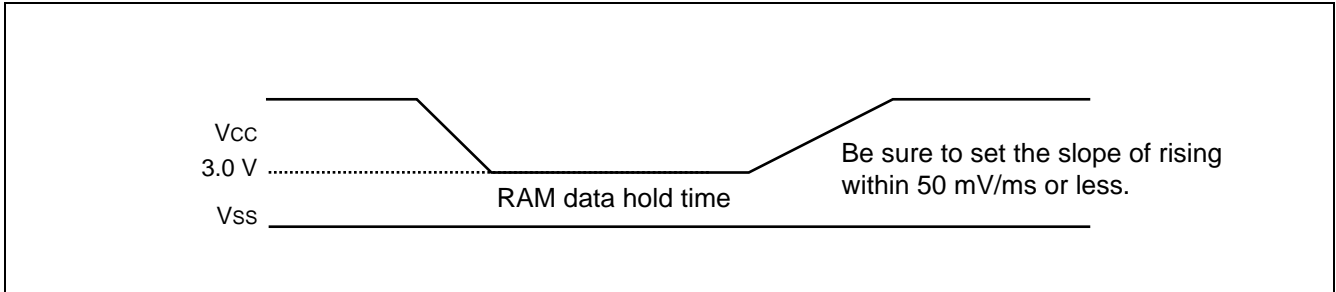 Vcc
3.0 V
Be sure to set the slope of rising
within 50 mV/ms or less.
RAM data hold time
Vss